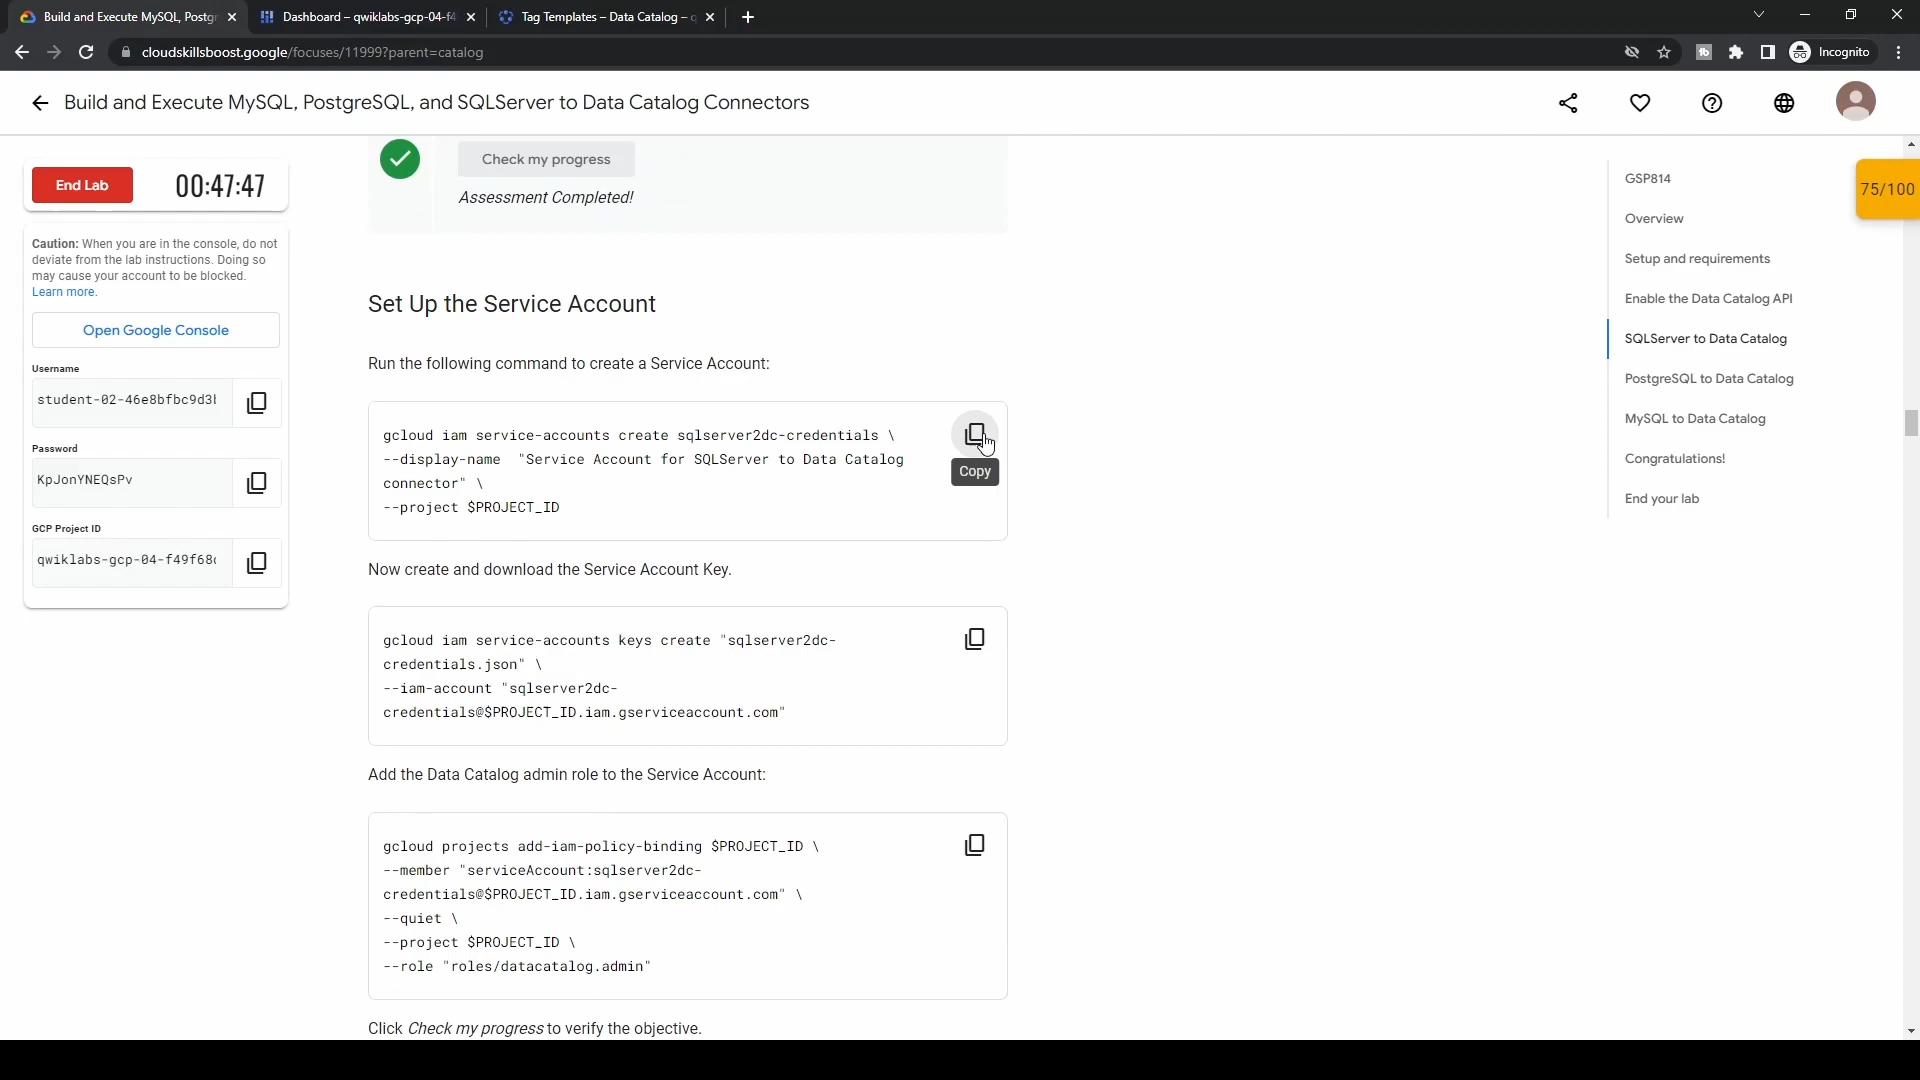 Build and Execute MySQL, Postgr
Dashboard – qwiklabs-gcp-04-f4
Tag Templates – Data Catalog – q
cloudskillsboost.google/focuses/11999?parent=catalog
Incognito
Build and Execute MySQL, PostgreSQL, and SQLServer to Data Catalog Connectors
End Lab
00:47:47
Caution: When you are in the console, do not
deviate from the lab instructions. Doing so
may cause your account to be blocked.
Learn more.
Open Google Console
Username
student-02-46e8bfbc9d3
Password
KpJonYNEQsPv
GCP Project ID
qwiklabs-gcp-04-f49f68
Check my progress
Assessment Completed!
Set Up the Service Account
Run the following command to create a Service Account:
gcloud iam service-accounts create sqlserver2dc-credentials \
--display-name  "Service Account for SQLServer to Data Catalog
connector" \
--project $PROJECT_ID
Copy
Now create and download the Service Account Key.
gcloud iam service-accounts keys create "sqlserver2dc-
credentials.json" \
--iam-account "sqlserver2dc-
credentials@$PROJECT_ID.iam.gserviceaccount.com"
Add the Data Catalog admin role to the Service Account:
gcloud projects add-iam-policy-binding $PROJECT_ID \
--member "serviceAccount:sqlserver2dc-
credentials@$PROJECT_ID.iam.gserviceaccount.com" \
--quiet \
--project $PROJECT_ID \
--role "roles/datacatalog.admin"
Click Check my progress to verify the objective.
GSP814
Overview
Setup and requirements
Enable the Data Catalog API
SQLServer to Data Catalog
PostgreSQL to Data Catalog
MySQL to Data Catalog
Congratulations!
End your lab
75/100